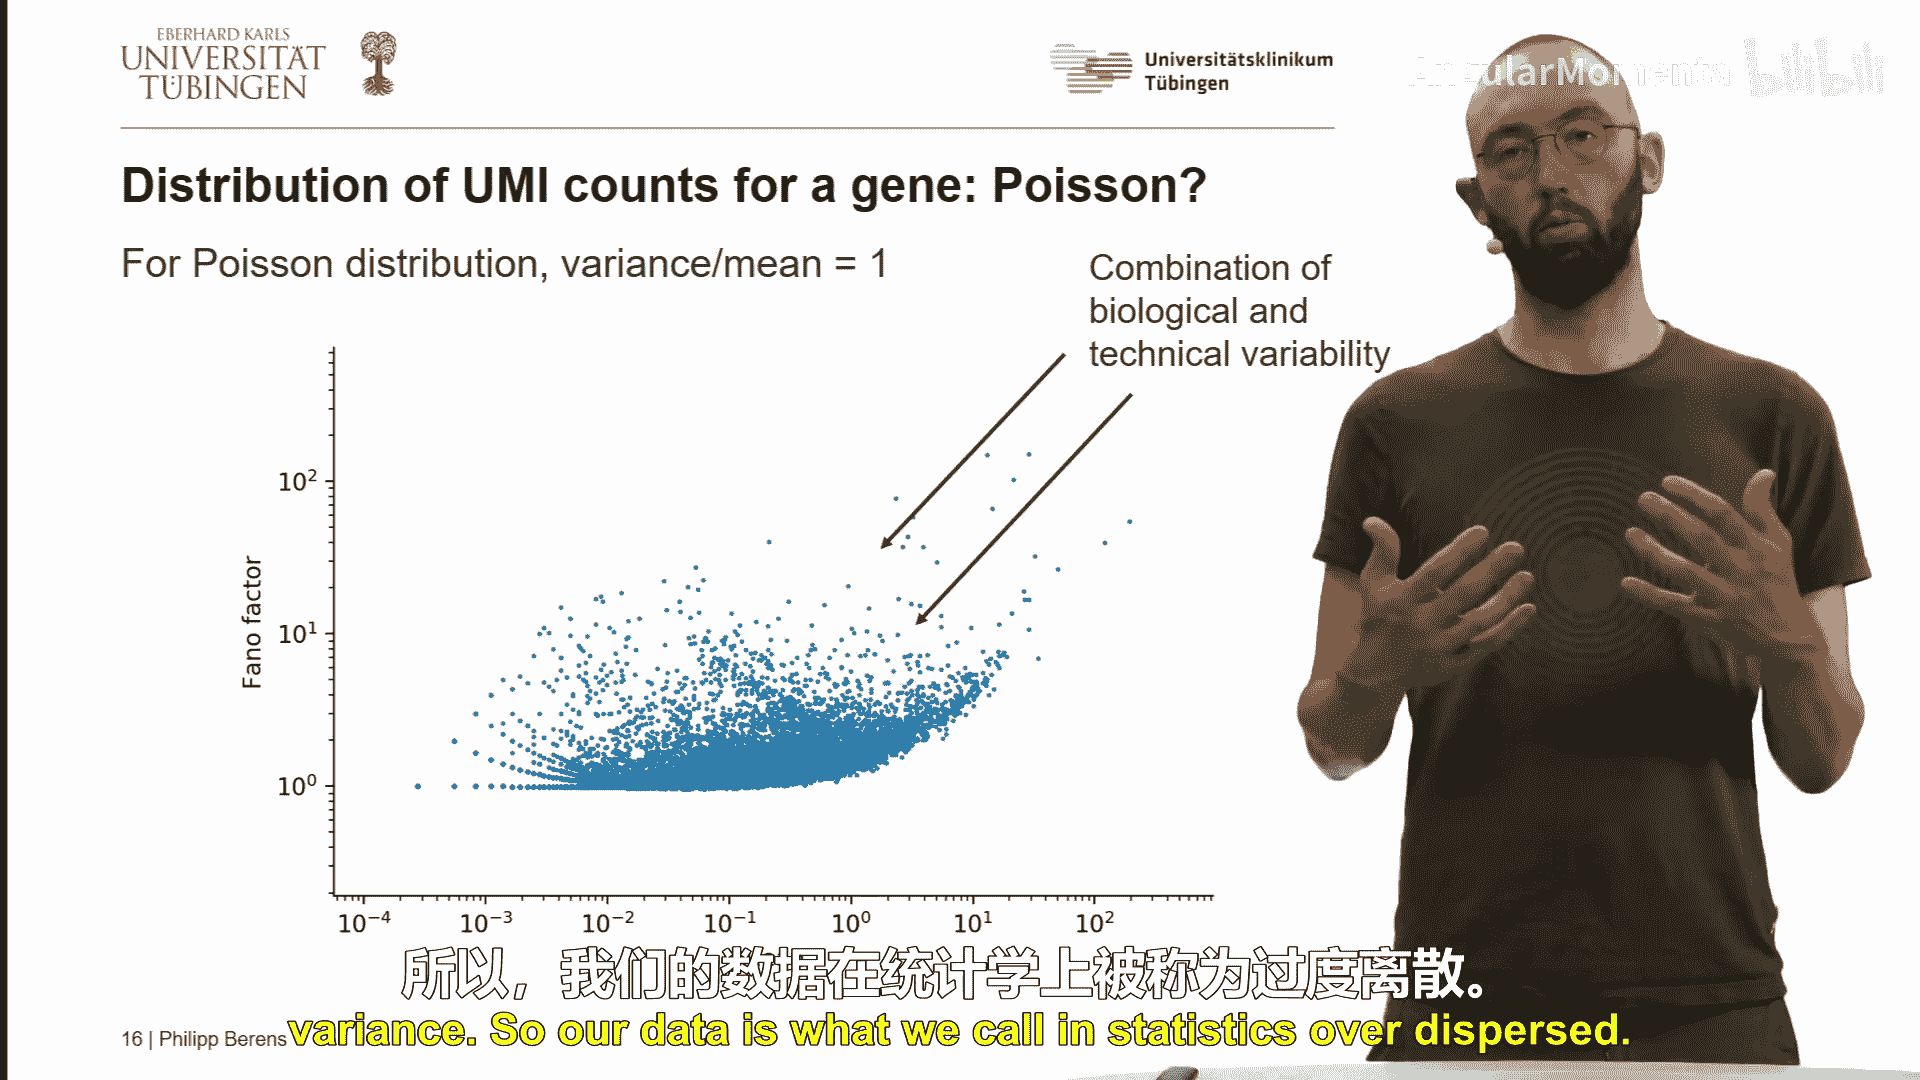 EBERHARD KARLS
UNIVERSITÄT
TÜBINGEN
Universitätsklinikum
Tübingen
AngularMomenta bilibili
Distribution of UMI counts for a gene: Poisson?
For Poisson distribution, variance/mean = 1
Combination of
biological and
technical variability
10²
10¹
10⁰
Fano factor
10⁻⁴ 10⁻³ 10⁻² 10⁻¹ 10⁰ 10¹ 10²
所以，我们的数据在统计学上被称为过度离散。
16 | Philipp Berens
variance. So our data is what we call in statistics over dispersed.